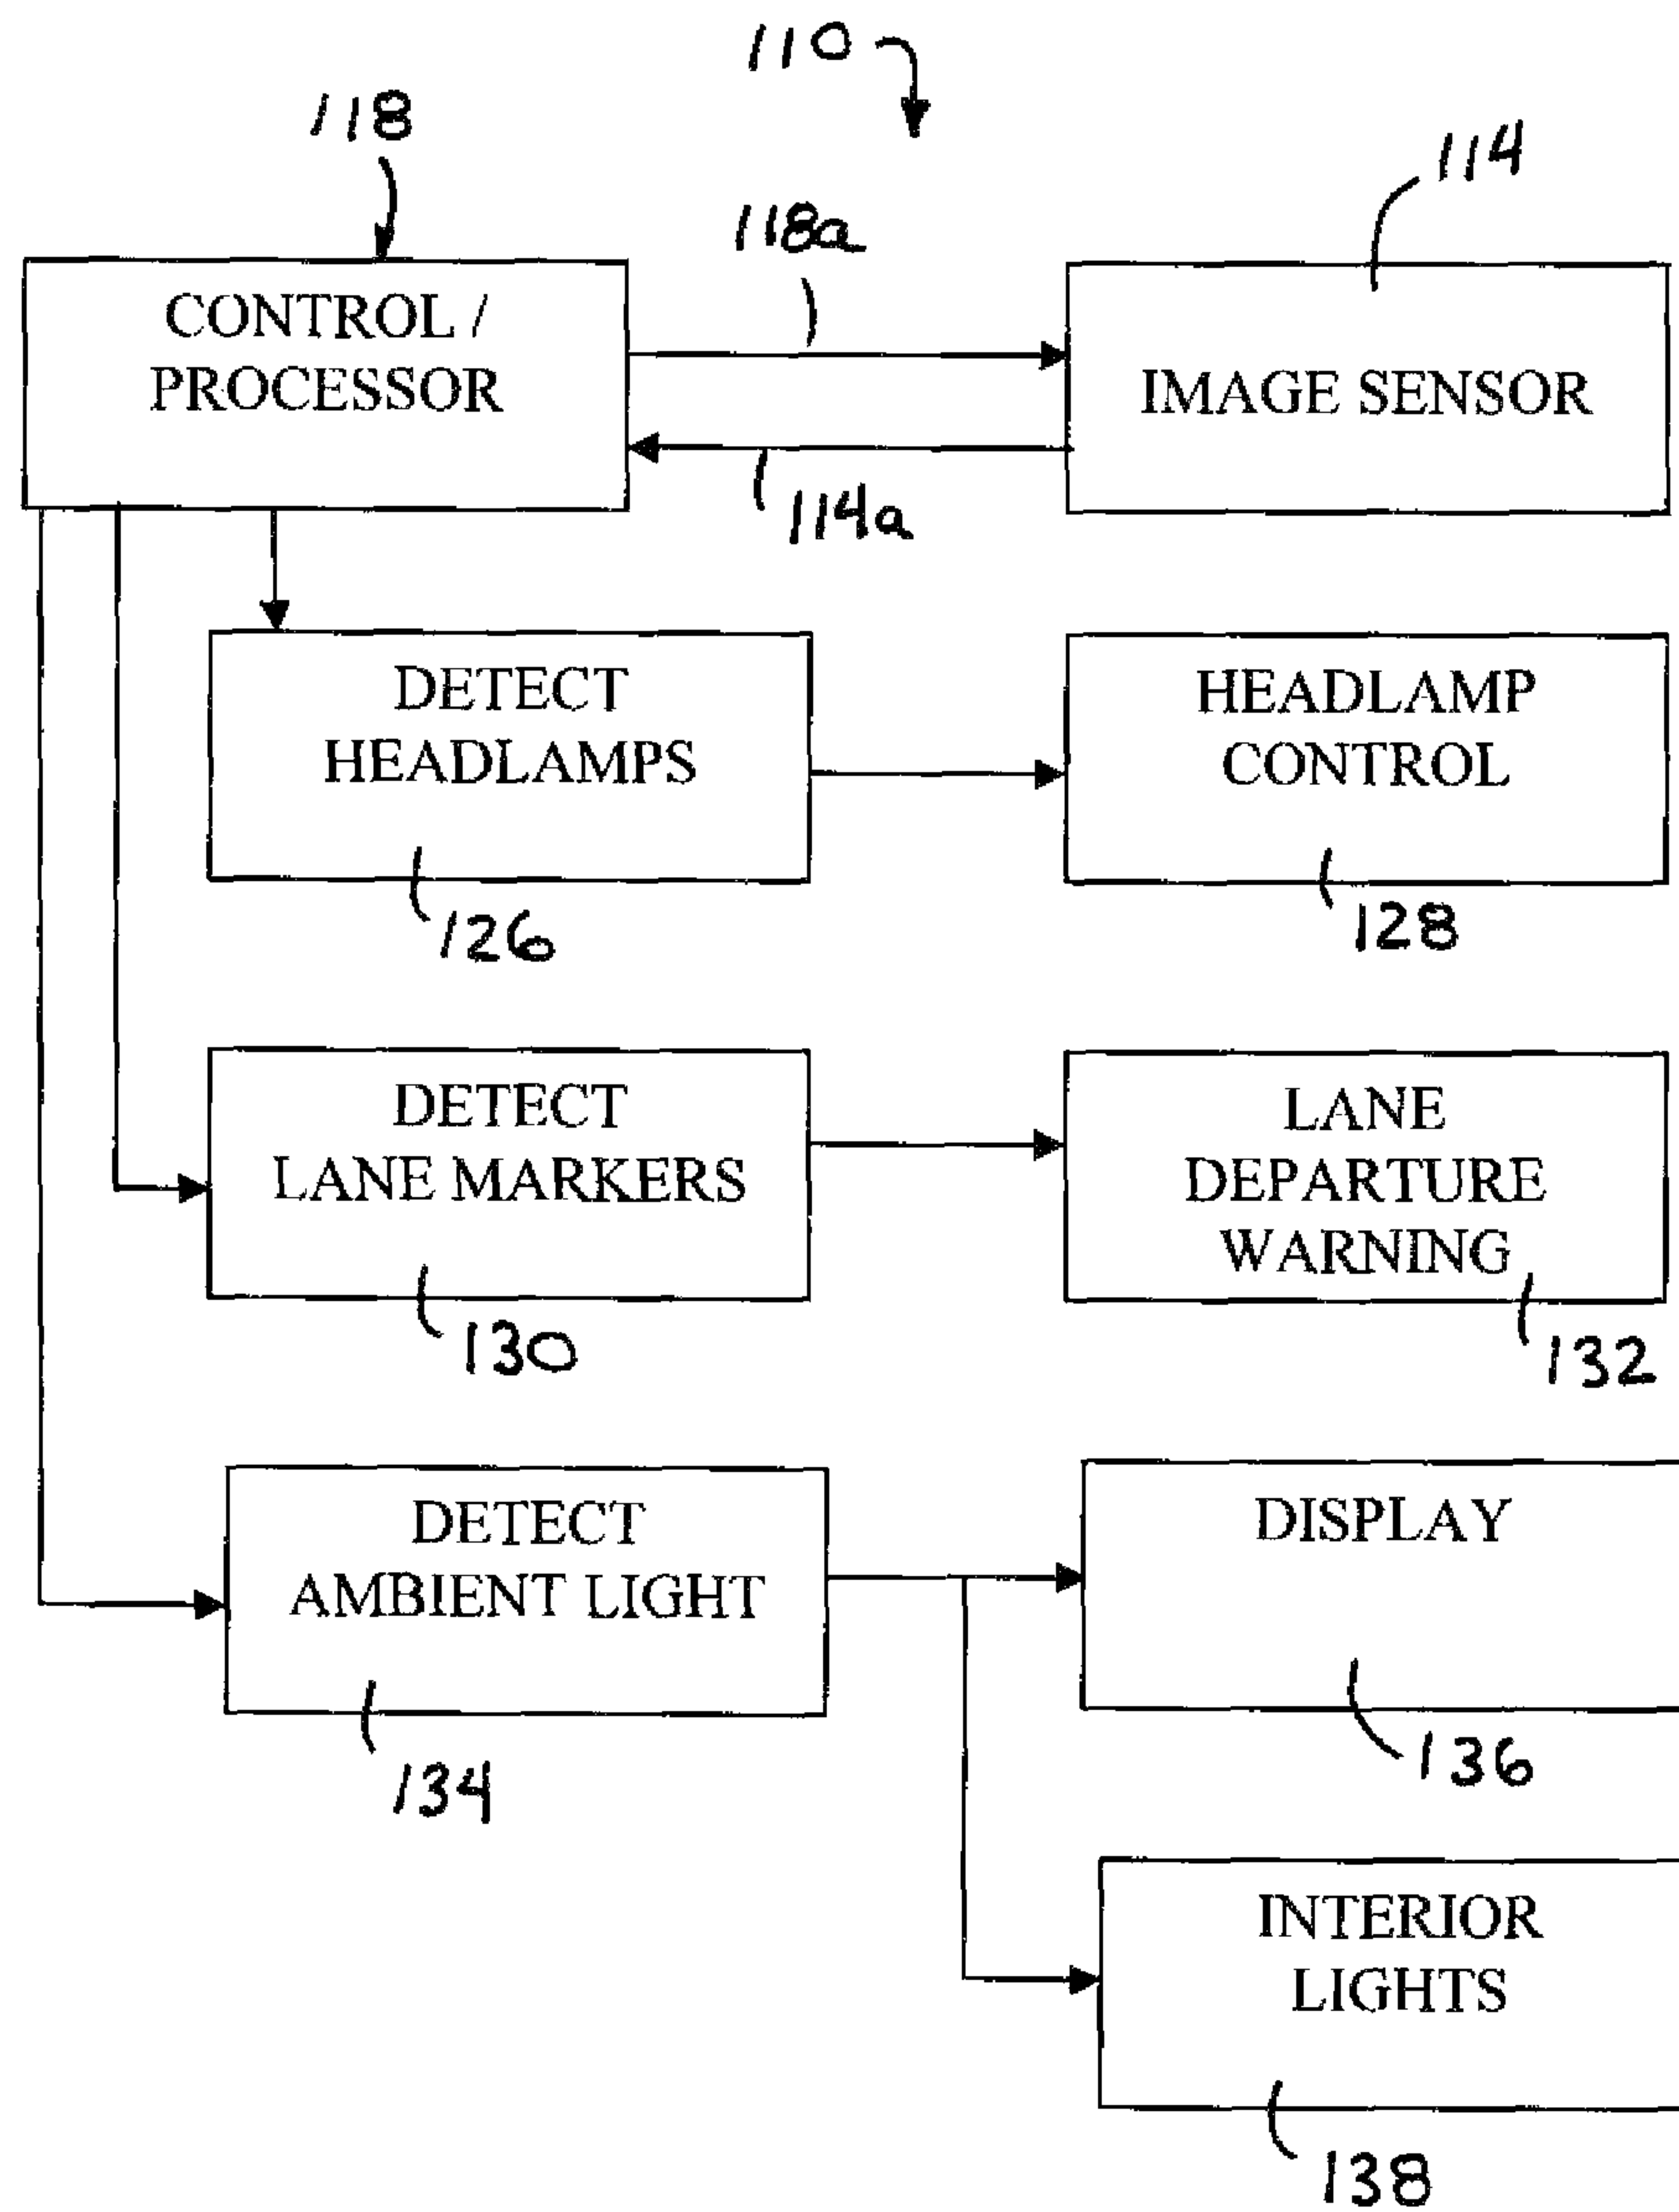 110
118
114
118a
CONTROL /
PROCESSOR
IMAGE SENSOR
114a
DETECT
HEADLAMPS
HEADLAMP
CONTROL
126
128
DETECT
LANE MARKERS
LANE
DEPARTURE
WARNING
130
132
DETECT
AMBIENT LIGHT
DISPLAY
134
136
INTERIOR
LIGHTS
138